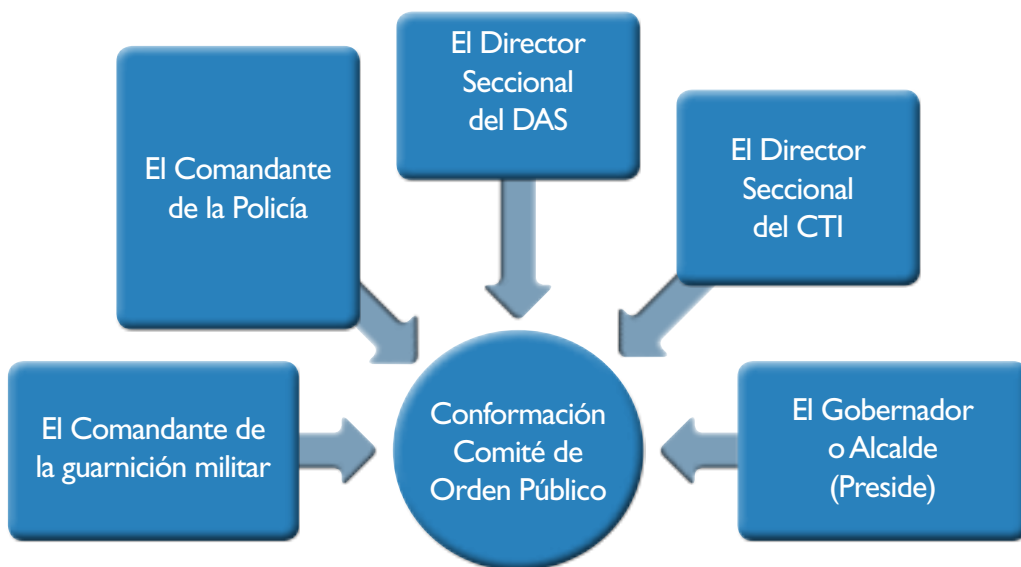 El Director
Seccional
del DAS
El Comandante
de la Policía
El Director
Seccional
del CTI
El Comandante de
la guarnición militar
Conformación
Comité de
Orden Público
El Gobernador
o Alcalde
(Preside)